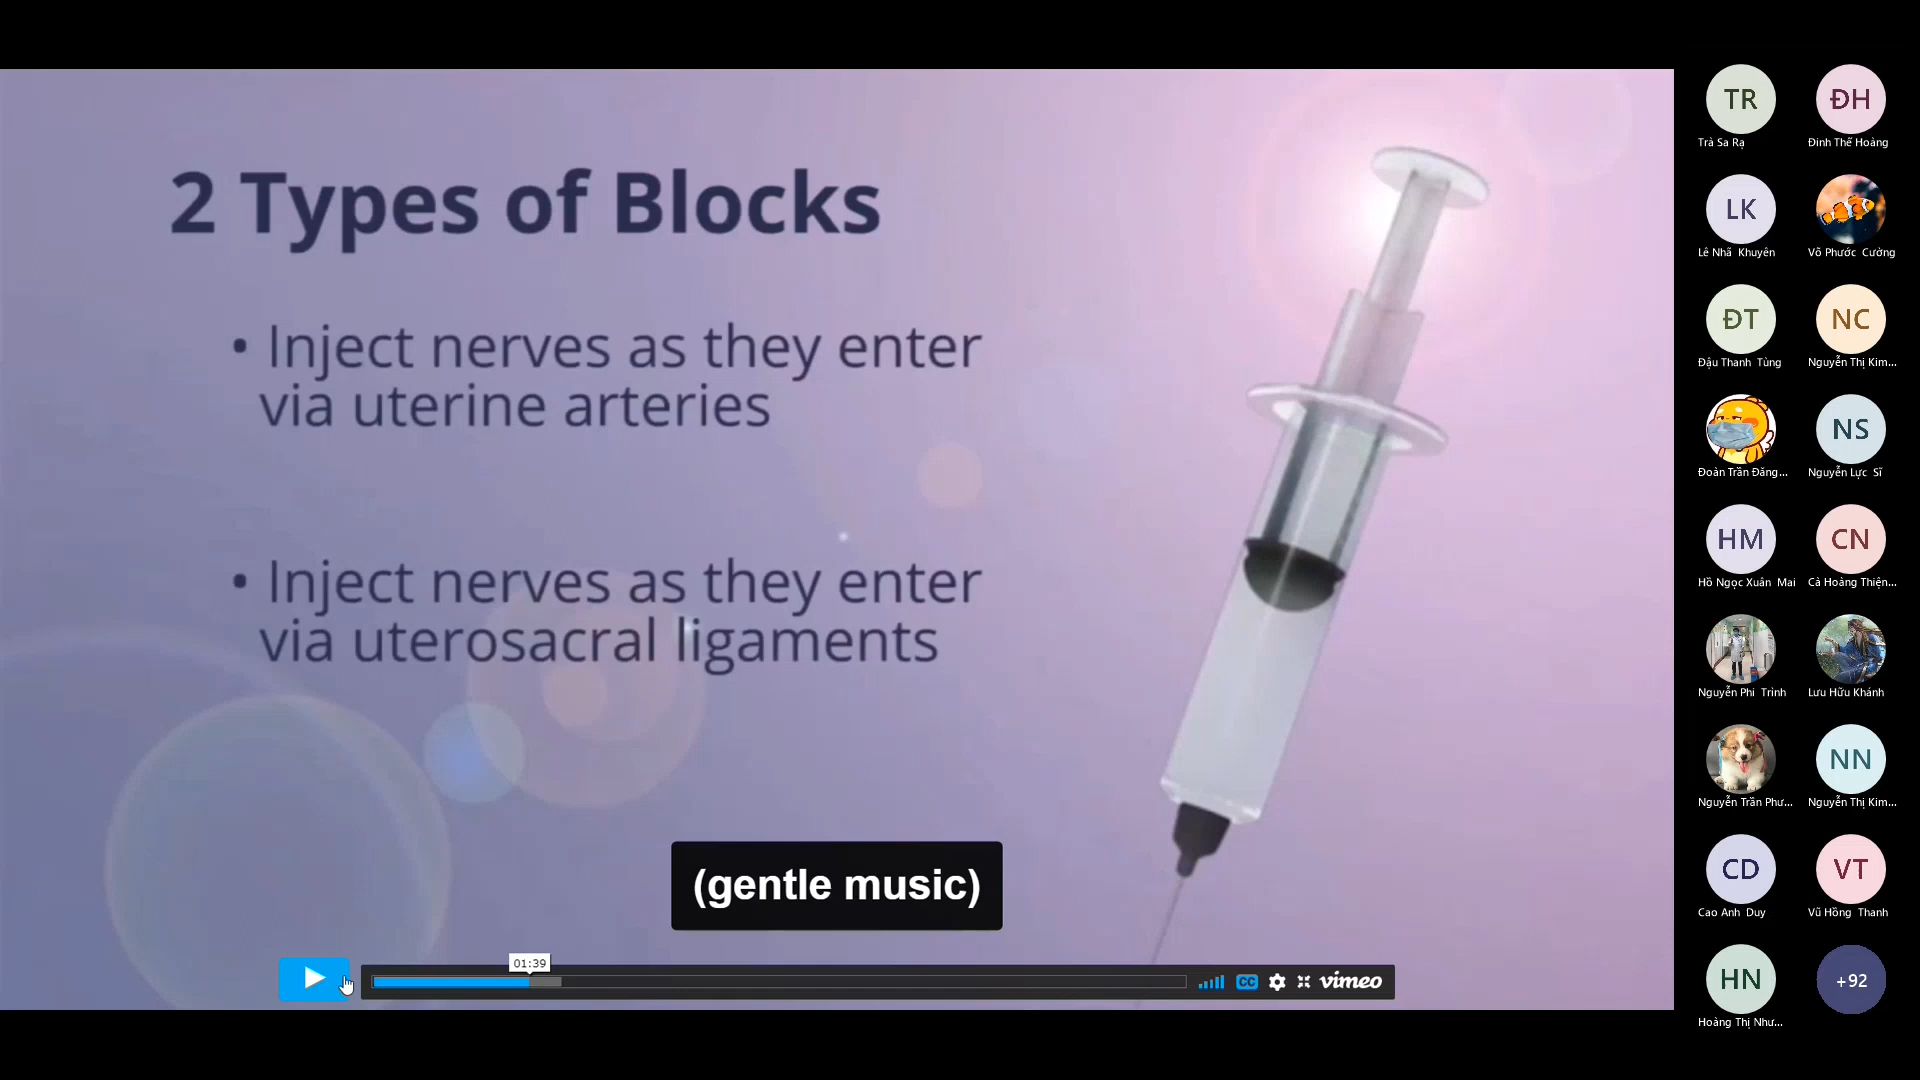 2 Types of Blocks
• Inject nerves as they enter
via uterine arteries
• Inject nerves as they enter
via uterosacral ligaments
(gentle music)
01:39
CC
vimeo
TR
Trà Sa Rạ
ĐH
Đinh Thế Hoàng
LK
Lê Nhã Khuyên
Võ Phước Cường
ĐT
Đậu Thanh Tùng
NC
Nguyễn Thị Kim...
Đoàn Trần Đăng...
NS
Nguyễn Lực Sĩ
HM
Hồ Ngọc Xuân Mai
CN
Cà Hoàng Thiện...
Nguyễn Phi Trinh
Lưu Hữu Khánh
Nguyễn Trần Phư...
NN
Nguyễn Thị Kim...
CD
Cao Anh Duy
VT
Vũ Hồng Thanh
HN
Hoàng Thị Như...
+92